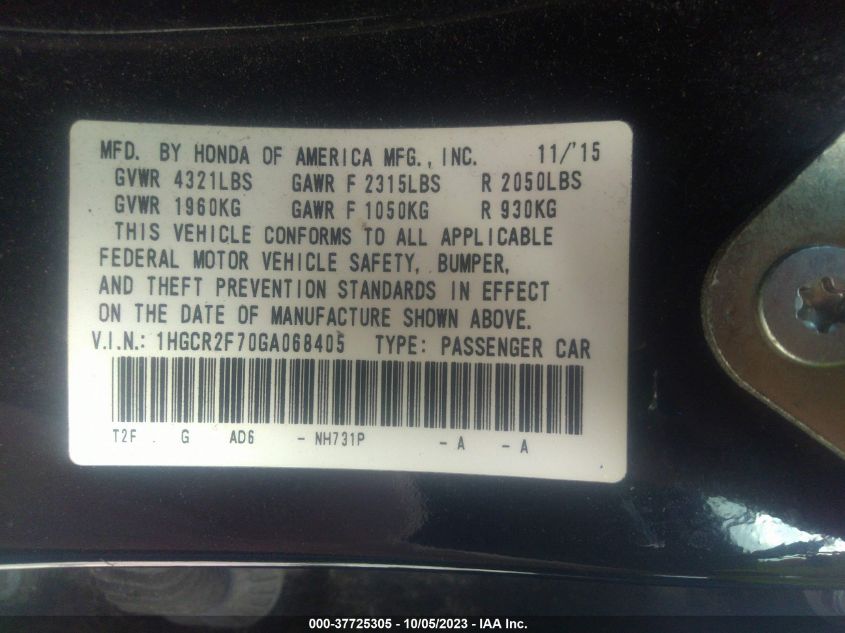 MFD. BY HONDA OF AMERICA MFG., INC. 11/'15
GVWR 4321LBS GAWR F 2315LBS R 2050LBS
GVWR 1960KG GAWR F 1050KG R 930KG
THIS VEHICLE CONFORMS TO ALL APPLICABLE
FEDERAL MOTOR VEHICLE SAFETY, BUMPER,
AND THEFT PREVENTION STANDARDS IN EFFECT
ON THE DATE OF MANUFACTURE SHOWN ABOVE.
V.I.N.: 1HGCR2F70GA068405 TYPE: PASSENGER CAR
T2F G AD6 - NH731P - A - A
000-37725305 - 10/05/2023 - IAA Inc.